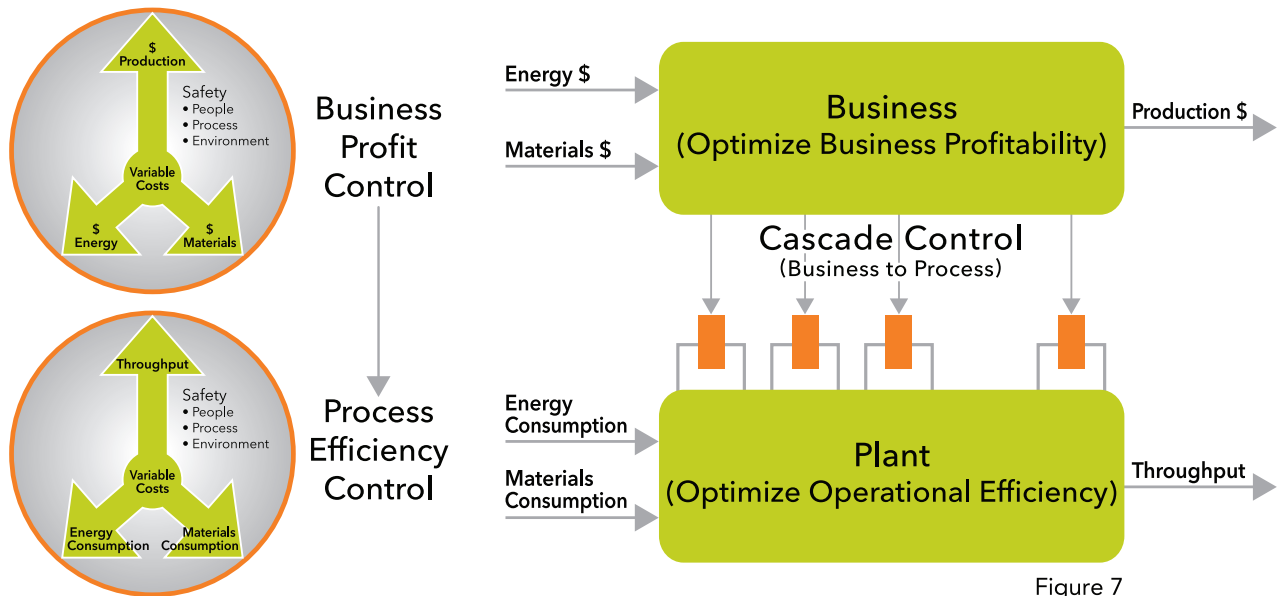 $
Production
Safety
• People
• Process
• Environment
Variable
Costs
$
Energy
$
Materials
Business
Profit
Control
Energy $
Materials $
Business
(Optimize Business Profitability)
Production $
Cascade Control
(Business to Process)
Throughput
Safety
• People
• Process
• Environment
Variable
Costs
Energy
Consumption
Materials
Consumption
Process
Efficiency
Control
Energy
Consumption
Materials
Consumption
Plant
(Optimize Operational Efficiency)
Throughput
Figure 7